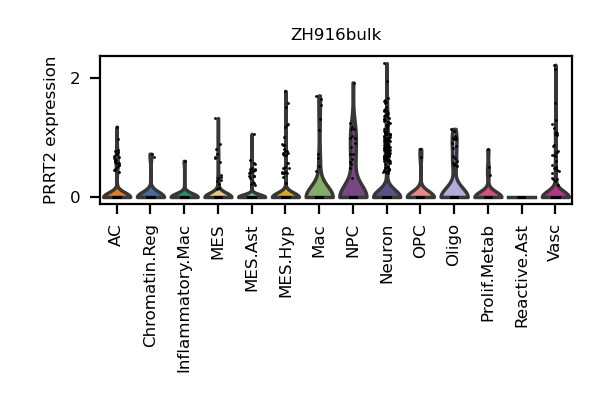 ZH916bulk
PRRT2 expression
2
0
AC
Chromatin.Reg
Inflammatory.Mac
MES
MES.Ast
MES.Hyp
Mac
NPC
Neuron
OPC
Oligo
Prolif.Metab
Reactive.Ast
Vasc